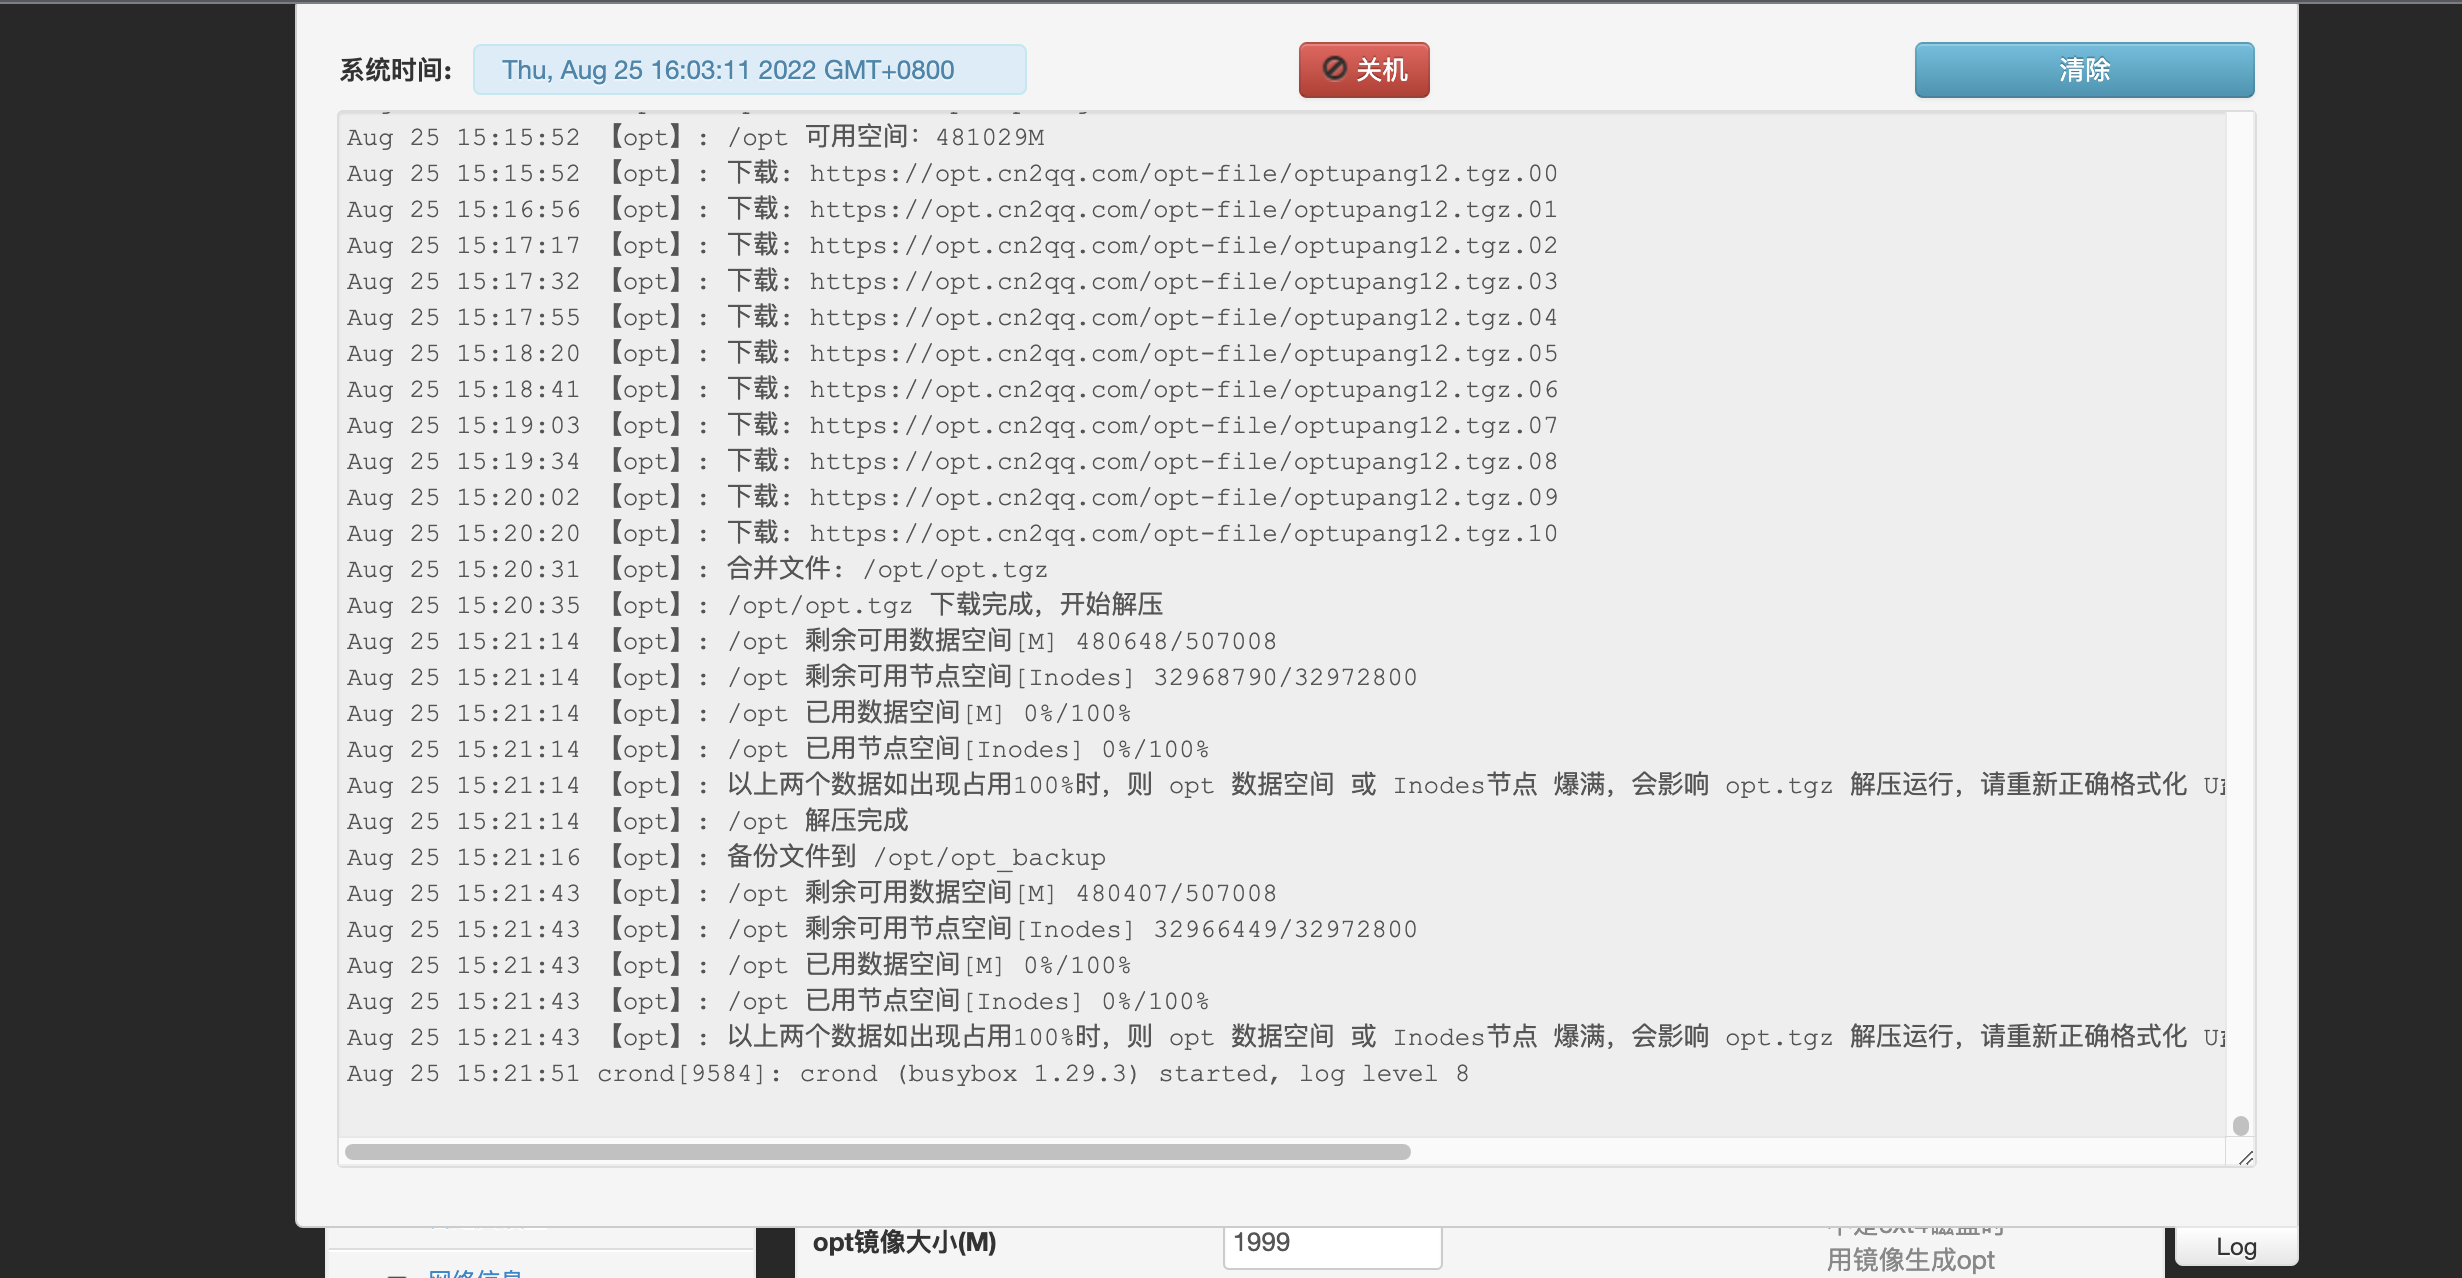 系统时间:
Thu, Aug 25 16:03:11 2022 GMT+0800
关机
清除
Aug 25 15:15:52 【opt】: /opt 可用空间：481029M
Aug 25 15:15:52 【opt】: 下载: https://opt.cn2qq.com/opt-file/optupang12.tgz.00
Aug 25 15:16:56 【opt】: 下载: https://opt.cn2qq.com/opt-file/optupang12.tgz.01
Aug 25 15:17:17 【opt】: 下载: https://opt.cn2qq.com/opt-file/optupang12.tgz.02
Aug 25 15:17:32 【opt】: 下载: https://opt.cn2qq.com/opt-file/optupang12.tgz.03
Aug 25 15:17:55 【opt】: 下载: https://opt.cn2qq.com/opt-file/optupang12.tgz.04
Aug 25 15:18:20 【opt】: 下载: https://opt.cn2qq.com/opt-file/optupang12.tgz.05
Aug 25 15:18:41 【opt】: 下载: https://opt.cn2qq.com/opt-file/optupang12.tgz.06
Aug 25 15:19:03 【opt】: 下载: https://opt.cn2qq.com/opt-file/optupang12.tgz.07
Aug 25 15:19:34 【opt】: 下载: https://opt.cn2qq.com/opt-file/optupang12.tgz.08
Aug 25 15:20:02 【opt】: 下载: https://opt.cn2qq.com/opt-file/optupang12.tgz.09
Aug 25 15:20:20 【opt】: 下载: https://opt.cn2qq.com/opt-file/optupang12.tgz.10
Aug 25 15:20:31 【opt】: 合并文件: /opt/opt.tgz
Aug 25 15:20:35 【opt】: /opt/opt.tgz 下载完成，开始解压
Aug 25 15:21:14 【opt】: /opt 剩余可用数据空间[M] 480648/507008
Aug 25 15:21:14 【opt】: /opt 剩余可用节点空间[Inodes] 32968790/32972800
Aug 25 15:21:14 【opt】: /opt 已用数据空间[M] 0%/100%
Aug 25 15:21:14 【opt】: /opt 已用节点空间[Inodes] 0%/100%
Aug 25 15:21:14 【opt】: 以上两个数据如出现占用100%时，则 opt 数据空间 或 Inodes节点 爆满，会影响 opt.tgz 解压运行，请重新正确格式化 U
Aug 25 15:21:14 【opt】: /opt 解压完成
Aug 25 15:21:16 【opt】: 备份文件到 /opt/opt_backup
Aug 25 15:21:43 【opt】: /opt 剩余可用数据空间[M] 480407/507008
Aug 25 15:21:43 【opt】: /opt 剩余可用节点空间[Inodes] 32966449/32972800
Aug 25 15:21:43 【opt】: /opt 已用数据空间[M] 0%/100%
Aug 25 15:21:43 【opt】: /opt 已用节点空间[Inodes] 0%/100%
Aug 25 15:21:43 【opt】: 以上两个数据如出现占用100%时，则 opt 数据空间 或 Inodes节点 爆满，会影响 opt.tgz 解压运行，请重新正确格式化 U
Aug 25 15:21:51 crond[9584]: crond (busybox 1.29.3) started, log level 8
opt镜像大小(M)
1999
用镜像生成opt
Log